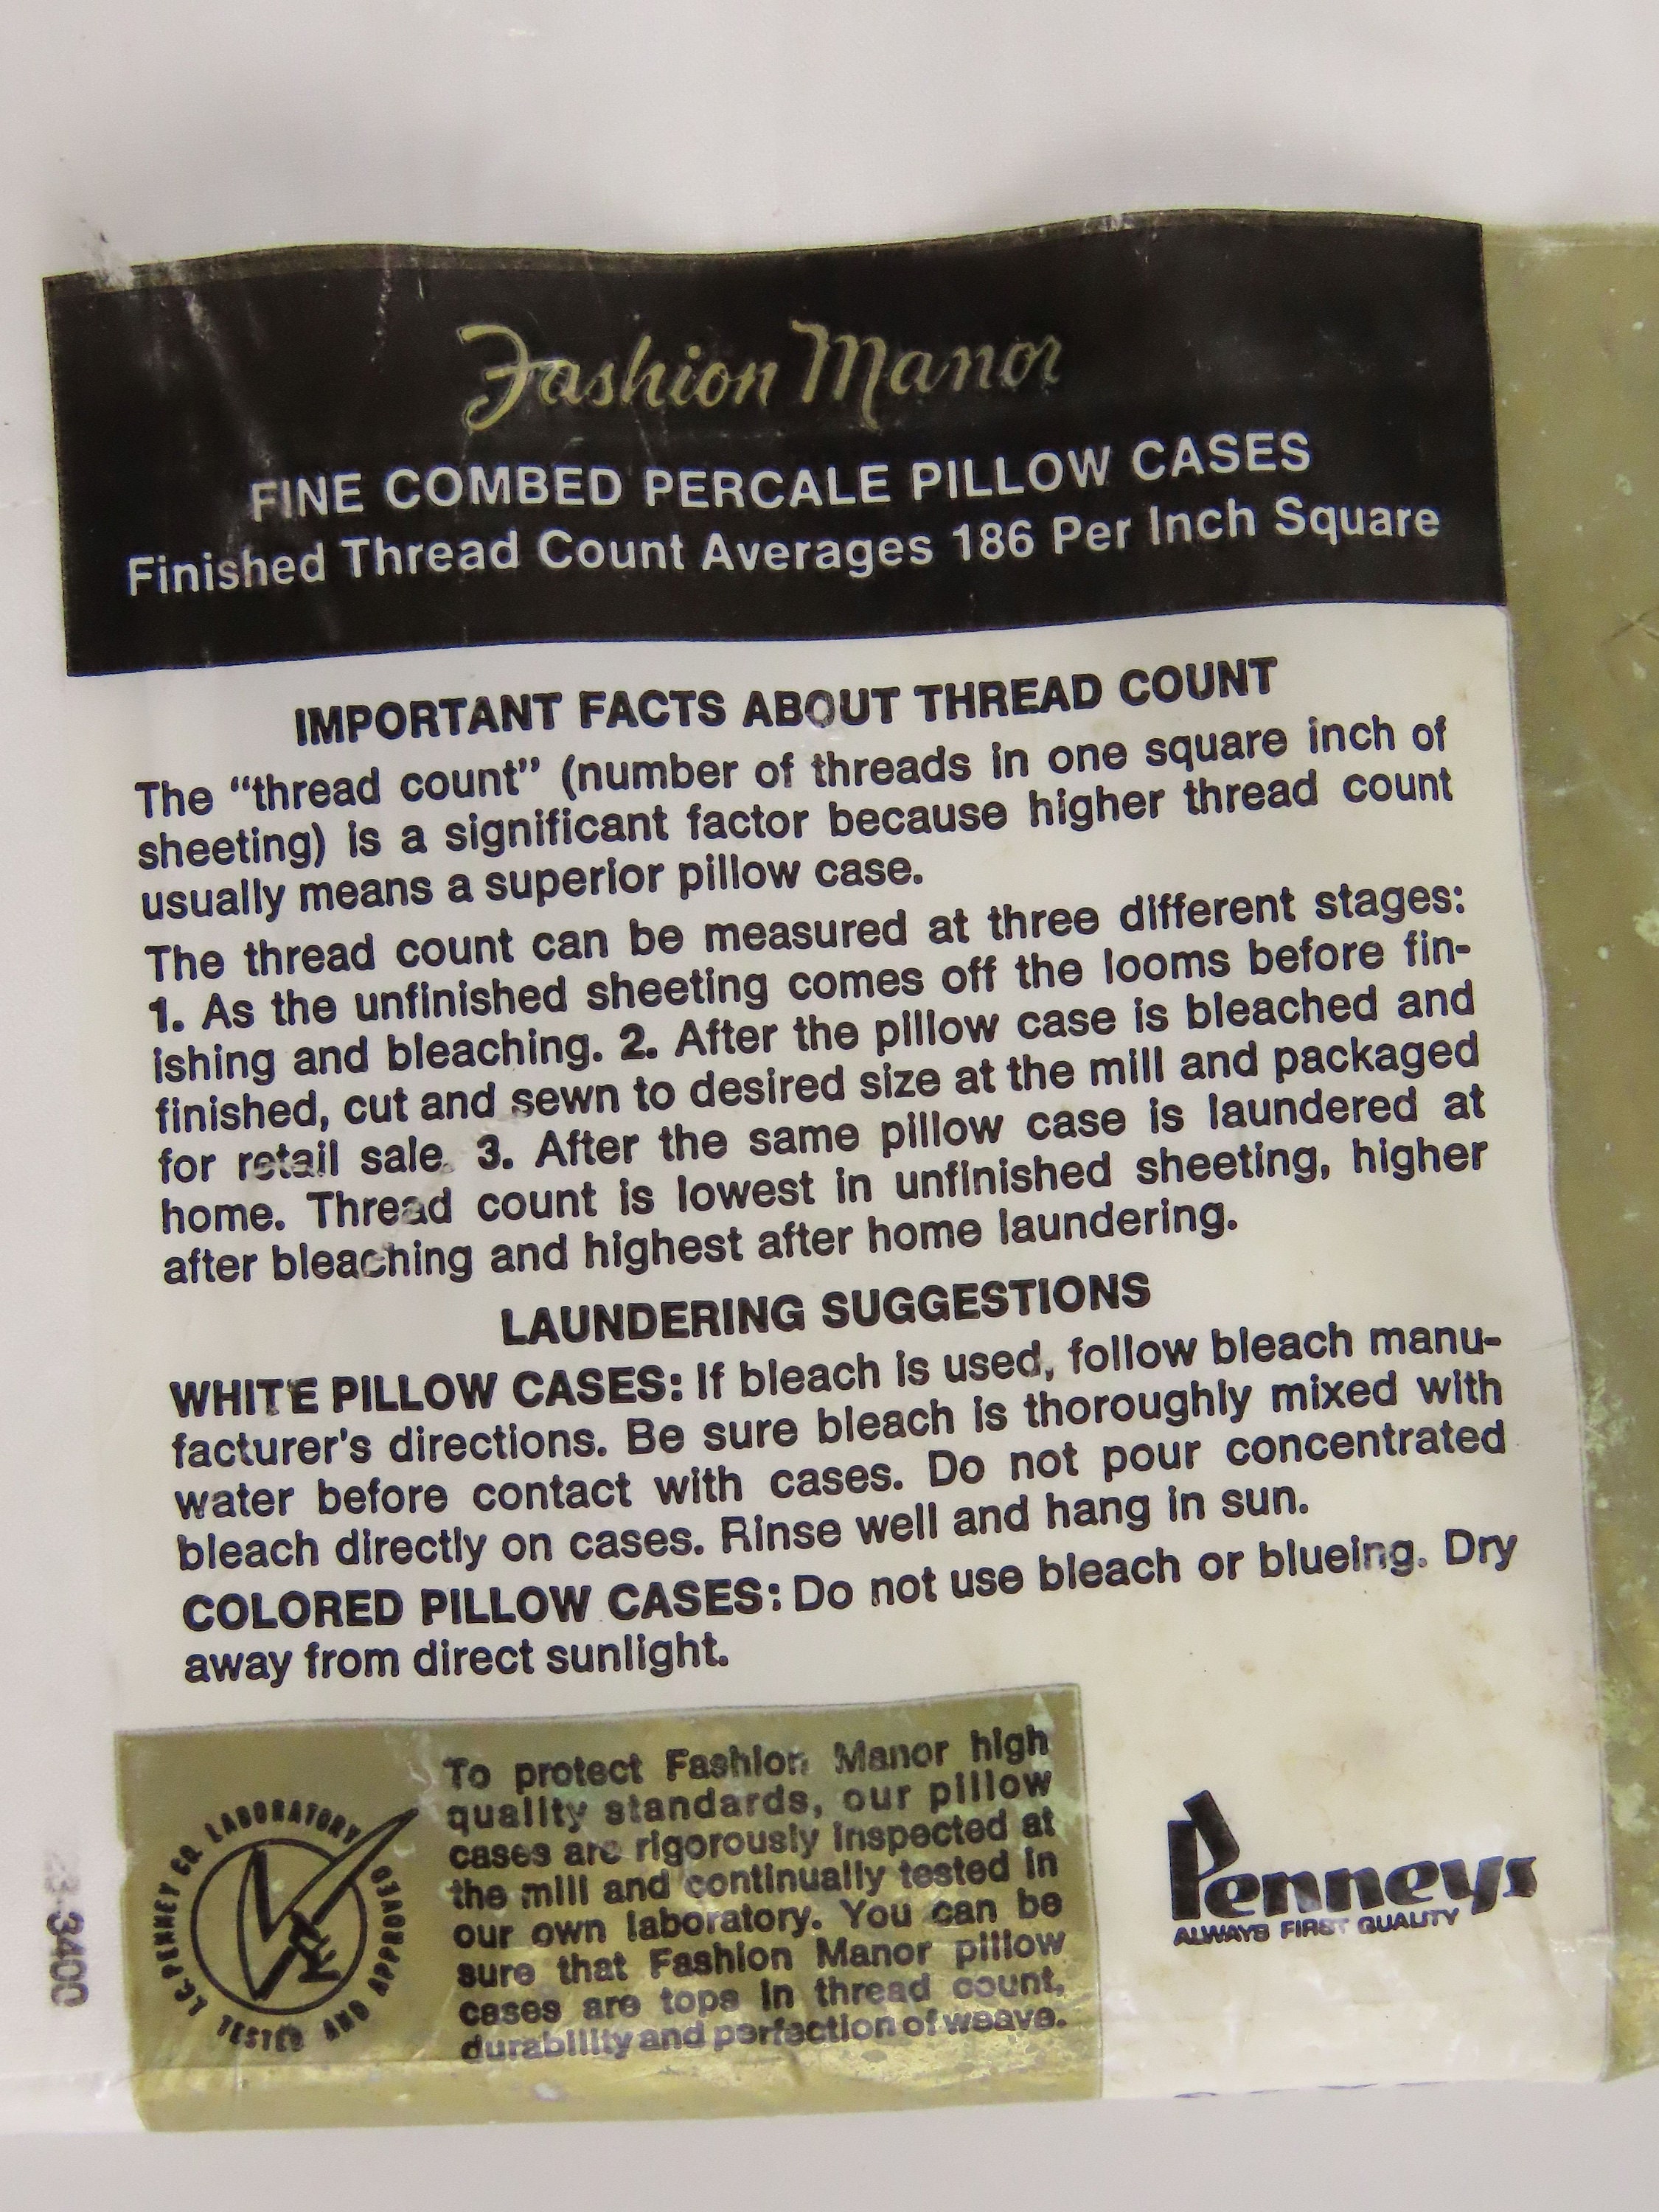 Fashion Manor
FINE COMBED PERCALE PILLOW CASES
Finished Thread Count Averages 186 Per Inch Square
IMPORTANT FACTS ABOUT THREAD COUNT
The “thread count” (number of threads in one square inch of
sheeting) is a significant factor because higher thread count
usually means a superior pillow case.
The thread count can be measured at three different stages:
1. As the unfinished sheeting comes off the looms before fin-
ishing and bleaching. 2. After the pillow case is bleached and
finished, cut and sewn to desired size at the mill and packaged
for retail sale. 3. After the same pillow case is laundered at
home. Thread count is lowest in unfinished sheeting, higher
after bleaching and highest after home laundering.
LAUNDERING SUGGESTIONS
WHITE PILLOW CASES: If bleach is used, follow bleach manu-
facturer's directions. Be sure bleach is thoroughly mixed with
water before contact with cases. Do not pour concentrated
bleach directly on cases. Rinse well and hang in sun.
COLORED PILLOW CASES: Do not use bleach or blueing. Dry
away from direct sunlight.
J.C. PENNEY CO. LABORATORY
TESTED AND APPROVED
To protect Fashion Manor high
quality standards, our pillow
cases are rigorously inspected at
the mill and continually tested in
our own laboratory. You can be
sure that Fashion Manor pillow
cases are tops in thread count,
durability and perfection of weave.
Penneys
ALWAYS FIRST QUALITY
3-3400